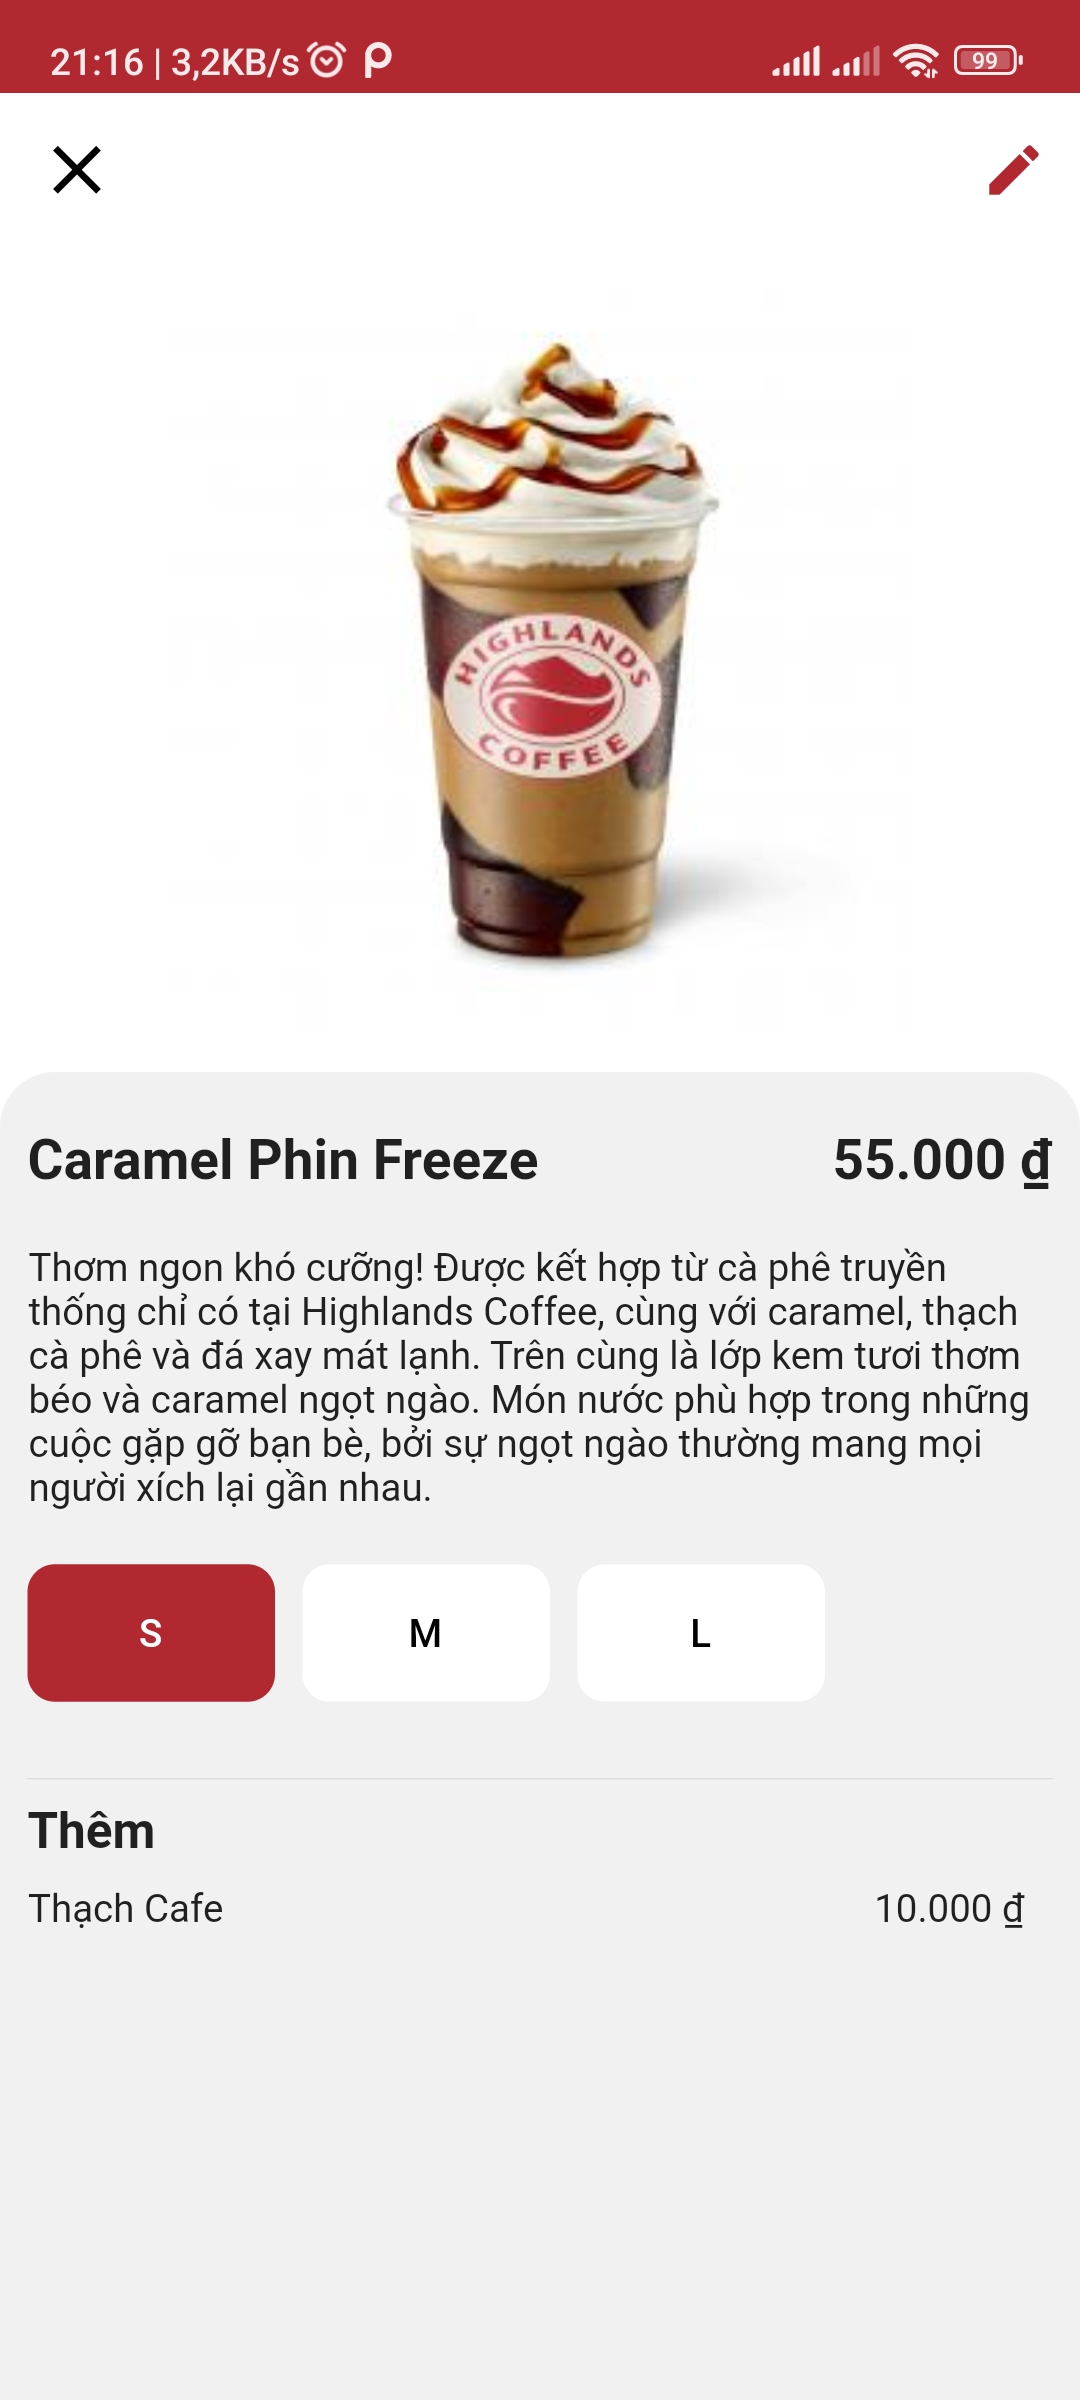 21:16 | 3,2KB/s
99
HIGHLANDS
COFFEE
Caramel Phin Freeze
55.000 ₫
Thơm ngon khó cưỡng! Được kết hợp từ cà phê truyền
thống chỉ có tại Highlands Coffee, cùng với caramel, thạch
cà phê và đá xay mát lạnh. Trên cùng là lớp kem tươi thơm
béo và caramel ngọt ngào. Món nước phù hợp trong những
cuộc gặp gỡ bạn bè, bởi sự ngọt ngào thường mang mọi
người xích lại gần nhau.
S
M
L
Thêm
Thạch Cafe
10.000 ₫